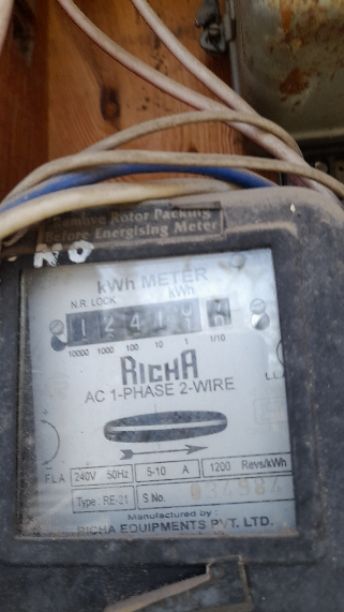 Remove Rotor Packing
Before Energising Meter
NO
kWh METER
N.R. LOCK kWh
1 2 4 1
10000 1000 100 10 1 1/10
RICHA
AC 1-PHASE 2-WIRE
F.L.A L.L.A
240V 50Hz 5-10 A 1200 Revs/kWh
Type : RE-21 S No.
Manufactured by :
RICHA EQUIPMENTS PVT. LTD.